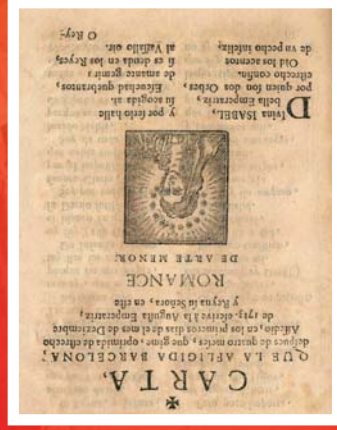 CARTA,
QUE LA AFLIGIDA BARCELONA,
deſpues de quatro meſes, que gime oprimida de eſtrecho
Aſſedio, en los primeros dias de el mes de Deziembre
de 1713. eſcrive à la Auguſta Emperatriz,
y Reyna ſu Señora, en eſte
ROMANCE
DE ARTE MENOR.
DIvina ISABEL,
bella Emperatriz,
por quien ſon dos Orbes
eſtrecho confin.
Oid los acentos
de vn pecho infeliz,
y por ſerlo halle
ſu acogida
Eſcuchad quebrantos,
de amante gemir:
ſi es deuda en los Reyes,
al Vaſſallo oir.
O Rey-